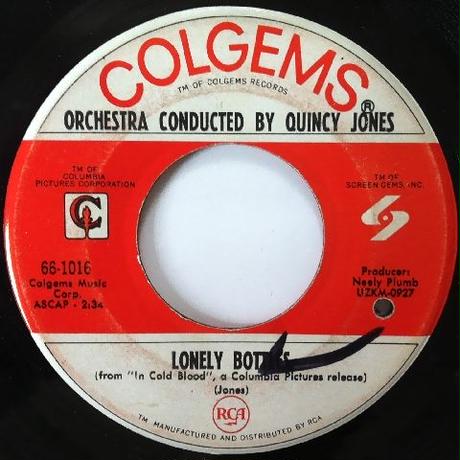 COLGEMS®
TM OF COLGEMS RECORDS
ORCHESTRA CONDUCTED BY QUINCY JONES
TM OF
COLUMBIA
PICTURES CORPORATION
TM OF
SCREEN GEMS, INC.
C
66-1016
Colgems Music
Corp.
ASCAP - 2:34
Producer:
Neely Plumb
UZKM-0927
LONELY BOTTLES
(from "In Cold Blood", a Columbia Pictures release)
(Jones)
RCA
TM MANUFACTURED AND DISTRIBUTED BY RCA